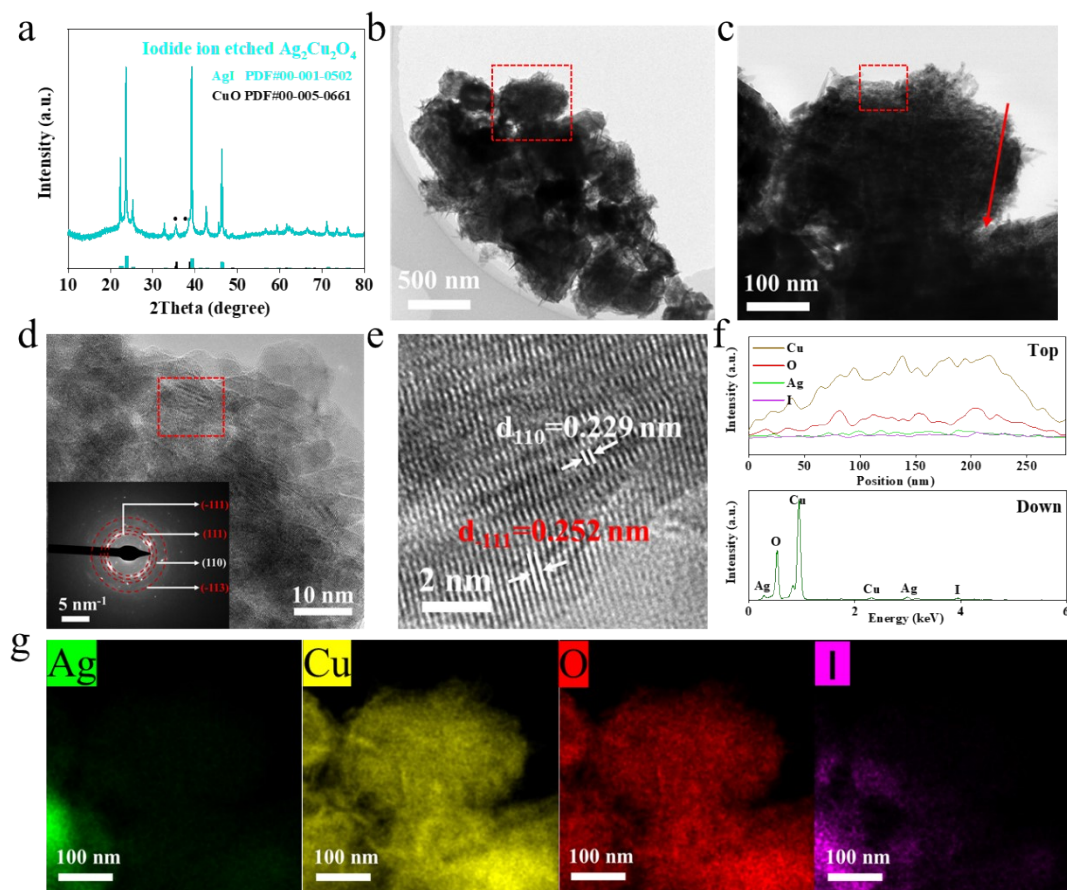 a
Iodide ion etched Ag₂Cu₂O₄
AgI PDF#00-001-0502
CuO PDF#00-005-0661
Intensity (a.u.)
10 20 30 40 50 60 70 80
2Theta (degree)
b
500 nm
c
100 nm
d
(-111)
(111)
(110)
(-113)
5 nm⁻¹
10 nm
e
d₁₁₀=0.229 nm
d₋₁₁₁=0.252 nm
2 nm
f
Cu
O
Ag
I
Top
Intensity (a.u.)
0 50 100 150 200 250
Position (nm)
Down
Cu
O
Ag
Cu
Ag
I
Intensity (a.u.)
0 2 4 6
Energy (keV)
g
Ag
100 nm
Cu
100 nm
O
100 nm
I
100 nm